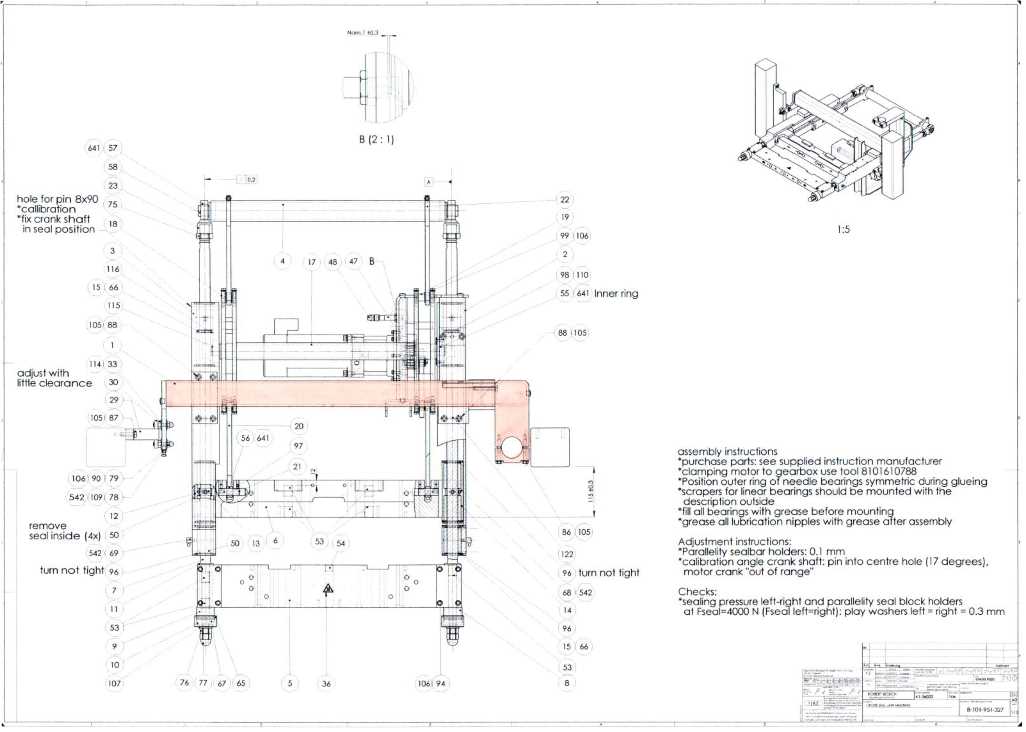 Nom.1 ±0.3
B (2 : 1)
0,2
A
641 57
58
23
75
18
hole for pin 8x90
*callibration
*fix crank shaft
in seal position
3
116
15 66
115
105 88
1
114 33
30
29
105 87
adjust with
little clearance
106 90 79
542 109 78
12
50
remove
seal inside (4x)
542 69
turn not tight 96
7
11
53
9
10
107
22
19
99 106
2
98 110
55 641 Inner ring
88 105
4
17
48
47
B
20
56 641
97
21
12
115 ±0.5
50
13
6
53
54
86 105
122
96 turn not tight
68 542
14
96
15 66
53
8
76
77
67
65
5
36
106 94
1:5
assembly instructions
*purchase parts: see supplied instruction manufacturer
*clamping motor to gearbox use tool 8101610788
*Position outer ring of needle bearings symmetric during glueing
*scrapers for linear bearings should be mounted with the
description outside
*fill all bearings with grease before mounting
*grease all lubrication nipples with grease after assembly
Adjustment instructions:
*Parallelity sealbar holders: 0.1 mm
*calibration angle crank shaft: pin into centre hole (17 degrees),
motor crank "out of range"
Checks:
*sealing pressure left-right and parallelity seal block holders
at Fseal=4000 N (Fseal left=right): play washers left = right = 0.3 mm
ROBERT BOSCH
8-101-951-327